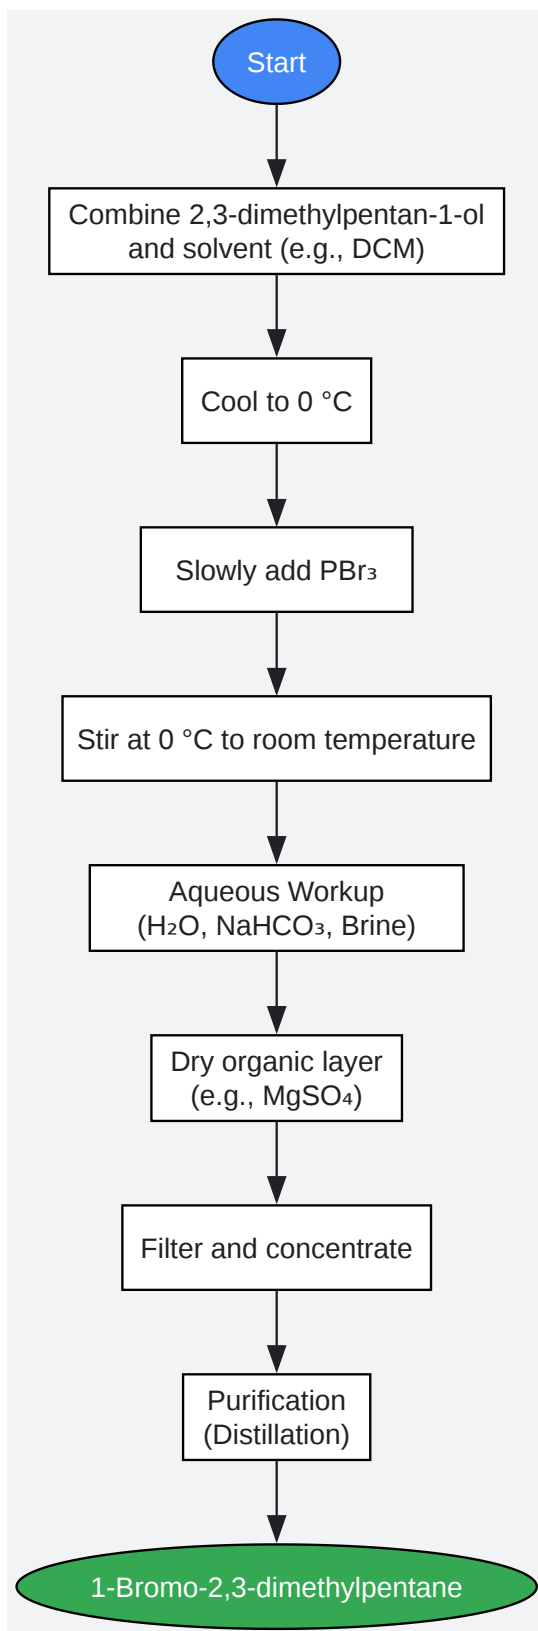 Start
Combine 2,3-dimethylpentan-1-ol
and solvent (e.g., DCM)
Cool to 0 °C
Slowly add PBr₃
Stir at 0 °C to room temperature
Aqueous Workup
(H₂O, NaHCO₃, Brine)
Dry organic layer
(e.g., MgSO₄)
Filter and concentrate
Purification
(Distillation)
1-Bromo-2,3-dimethylpentane